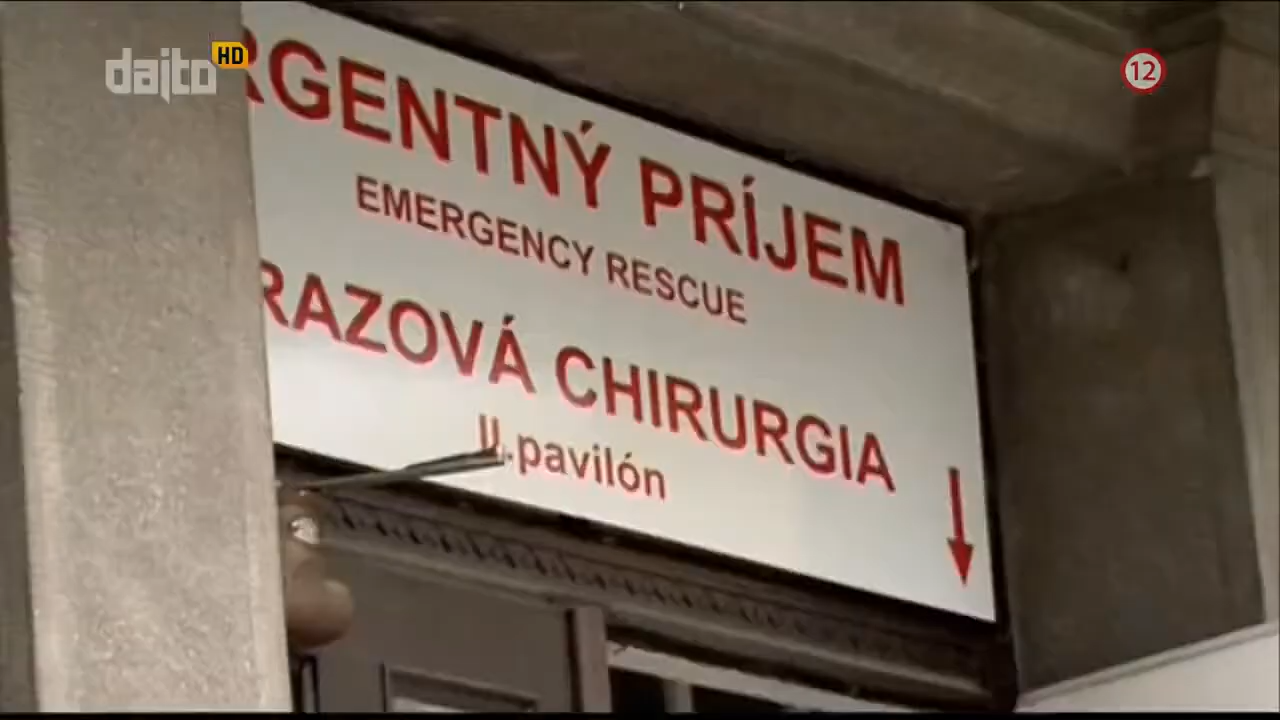 dajto HD
12
RGENTNÝ PRÍJEM
EMERGENCY RESCUE
RAZOVÁ CHIRURGIA
II.pavilón